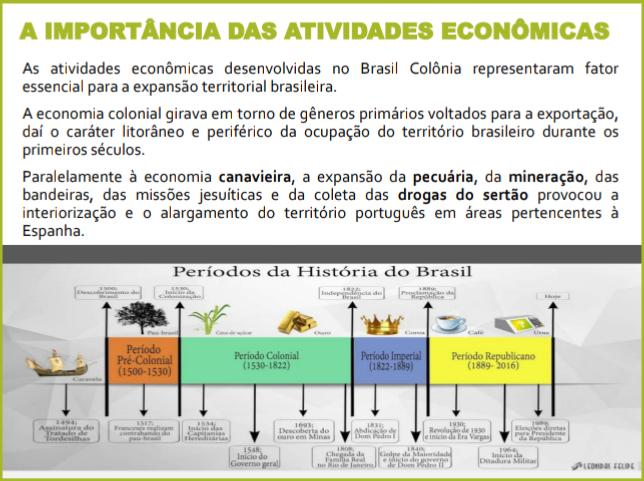 A IMPORTÂNCIA DAS ATIVIDADES ECONÔMICAS
As atividades econômicas desenvolvidas no Brasil Colônia representaram fator
essencial para a expansão territorial brasileira.
A economia colonial girava em torno de gêneros primários voltados para a exportação,
daí o caráter litorâneo e periférico da ocupação do território brasileiro durante os
primeiros séculos.
Paralelamente à economia canavieira, a expansão da pecuária, da mineração, das
bandeiras, das missões jesuíticas e da coleta das drogas do sertão provocou a
interiorização e o alargamento do território português em áreas pertencentes à
Espanha.
Períodos da História do Brasil
1500:
Descobrimento do
Brasil
1530:
Início da
Colonização
1822:
Independência do
Brasil
1889:
Proclamação da
República
Hoje
Pau-brasil
Cana-de-açúcar
Ouro
Coroa
Café
Urna
Caravela
Período
Pré-Colonial
(1500-1530)
Período Colonial
(1530-1822)
Período Imperial
(1822-1889)
Período Republicano
(1889- 2016)
1494:
Assinatura do
Tratado de
Tordesilhas
1517:
Franceses realizam
contrabando do
pau-brasil
1534:
Início das
Capitanias
Hereditárias
1548:
Início do
Governo geral
1693:
Descoberta do
ouro em Minas
1808:
Chegada da
Família Real
no Rio de Janeiro
1831:
Abdicação de
Dom Pedro I
1840:
Golpe da Maioridade
e início do governo
de Dom Pedro II
1930:
Revolução de 1930
e início da Era Vargas
1964:
Início da
Ditadura Militar
1989:
Eleições diretas
para Presidente
da República
LEONDAL FELIPE